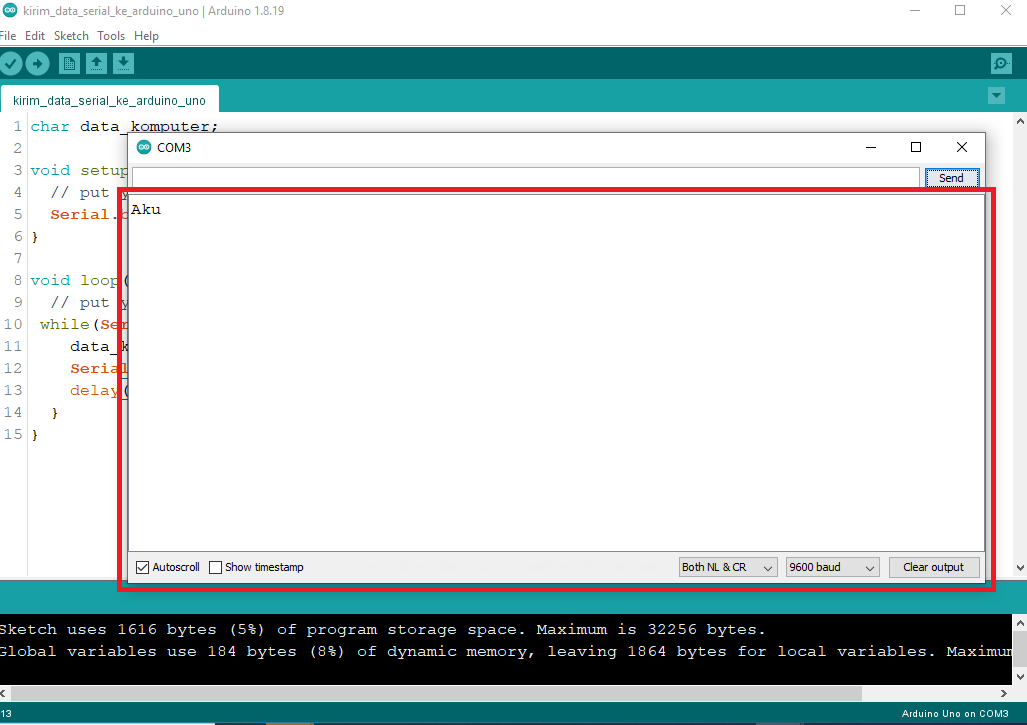 kirim_data_serial_ke_arduino_uno | Arduino 1.8.19
File Edit Sketch Tools Help
kirim_data_serial_ke_arduino_uno
1 char data_komputer;
2
3 void setup
4 // put y
5 Serial.
6 }
7
8 void loop(
9 // put y
10 while(Ser
11 data_k
12 Serial
13 delay(
14 }
15 }
COM3
Send
Aku
Autoscroll Show timestamp Both NL & CR 9600 baud Clear output
Sketch uses 1616 bytes (5%) of program storage space. Maximum is 32256 bytes.
Global variables use 184 bytes (8%) of dynamic memory, leaving 1864 bytes for local variables. Maximum
13 Arduino Uno on COM3